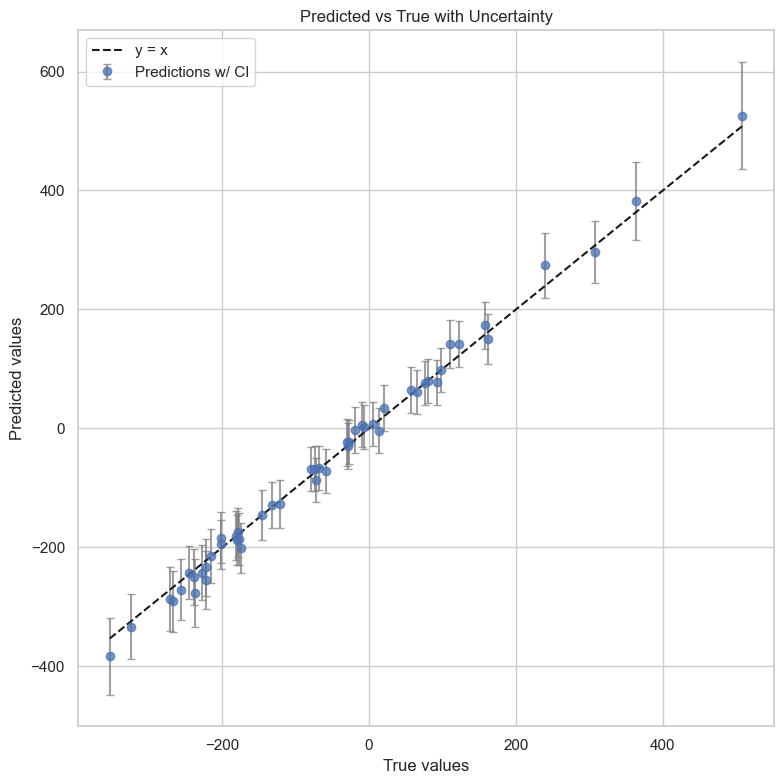 Predicted vs True with Uncertainty
y = x
Predictions w/ CI
600
400
200
0
−200
−400
Predicted values
−200
0
200
400
True values